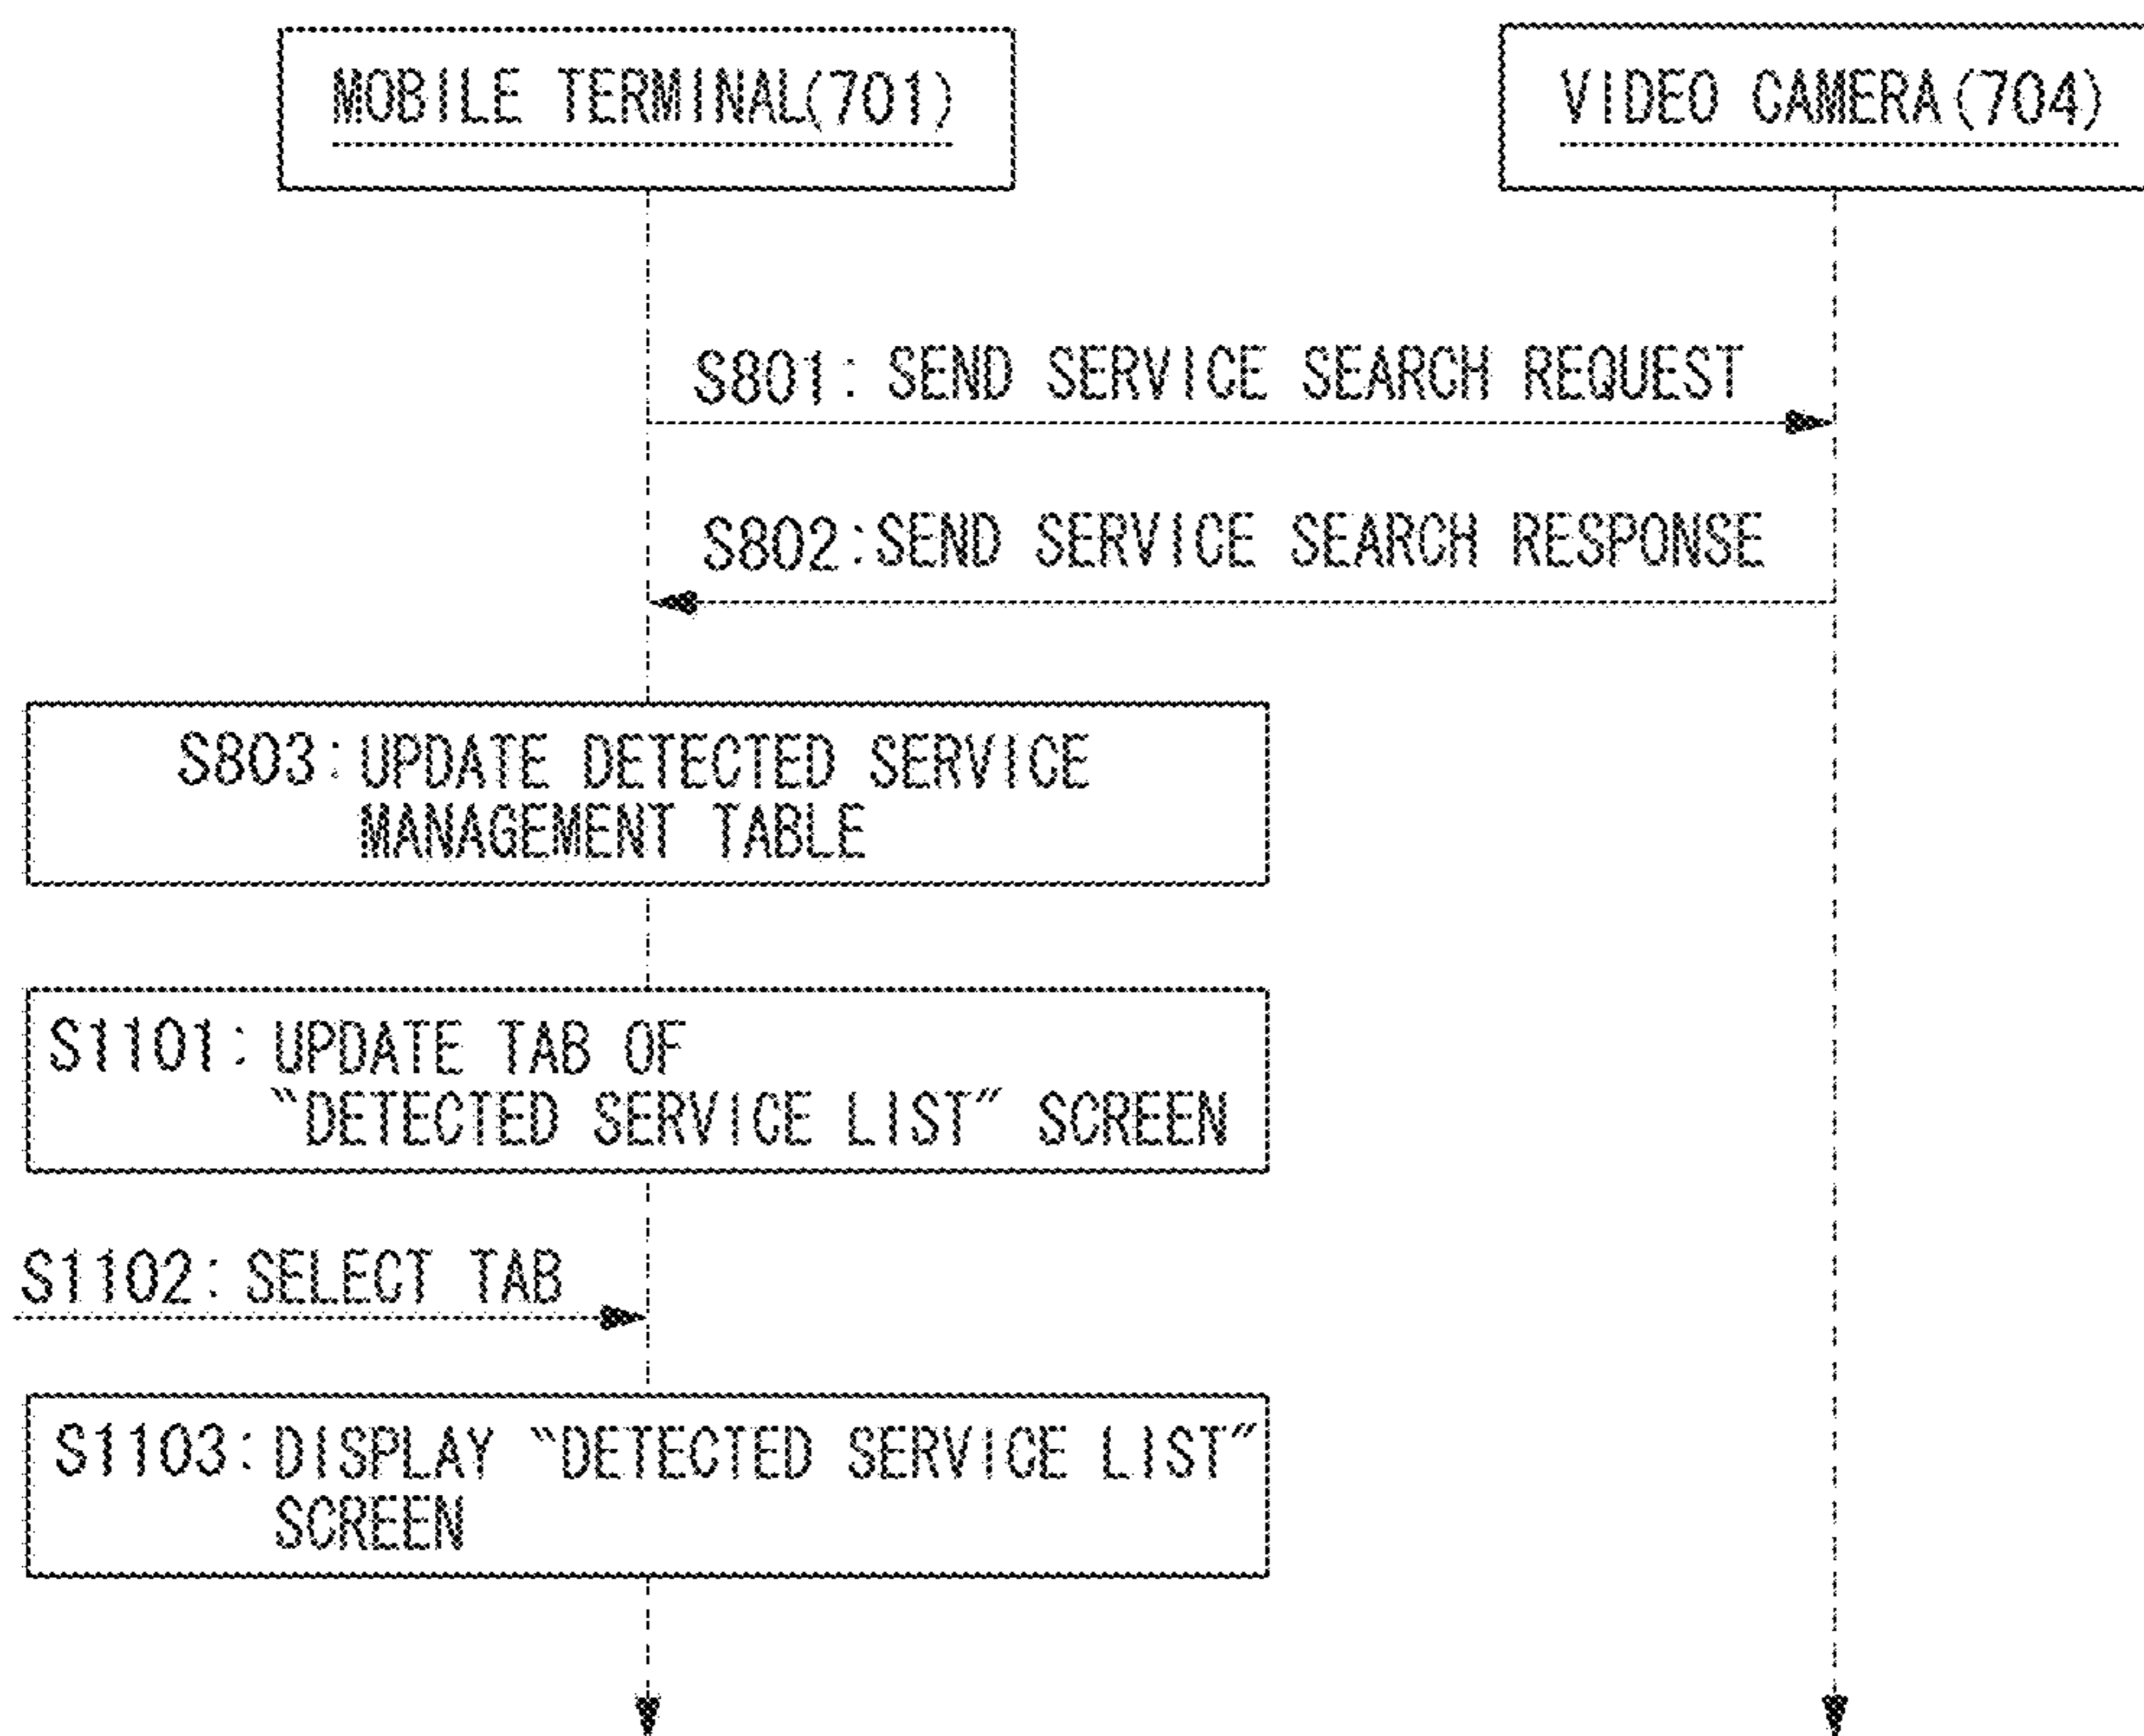 MOBILE TERMINAL(701)
VIDEO CAMERA(704)
S801: SEND SERVICE SEARCH REQUEST
S802:SEND SERVICE SEARCH RESPONSE
S803: UPDATE DETECTED SERVICE
MANAGEMENT TABLE
S1101: UPDATE TAB OF
“DETECTED SERVICE LIST” SCREEN
S1102: SELECT TAB
S1103: DISPLAY “DETECTED SERVICE LIST”
SCREEN